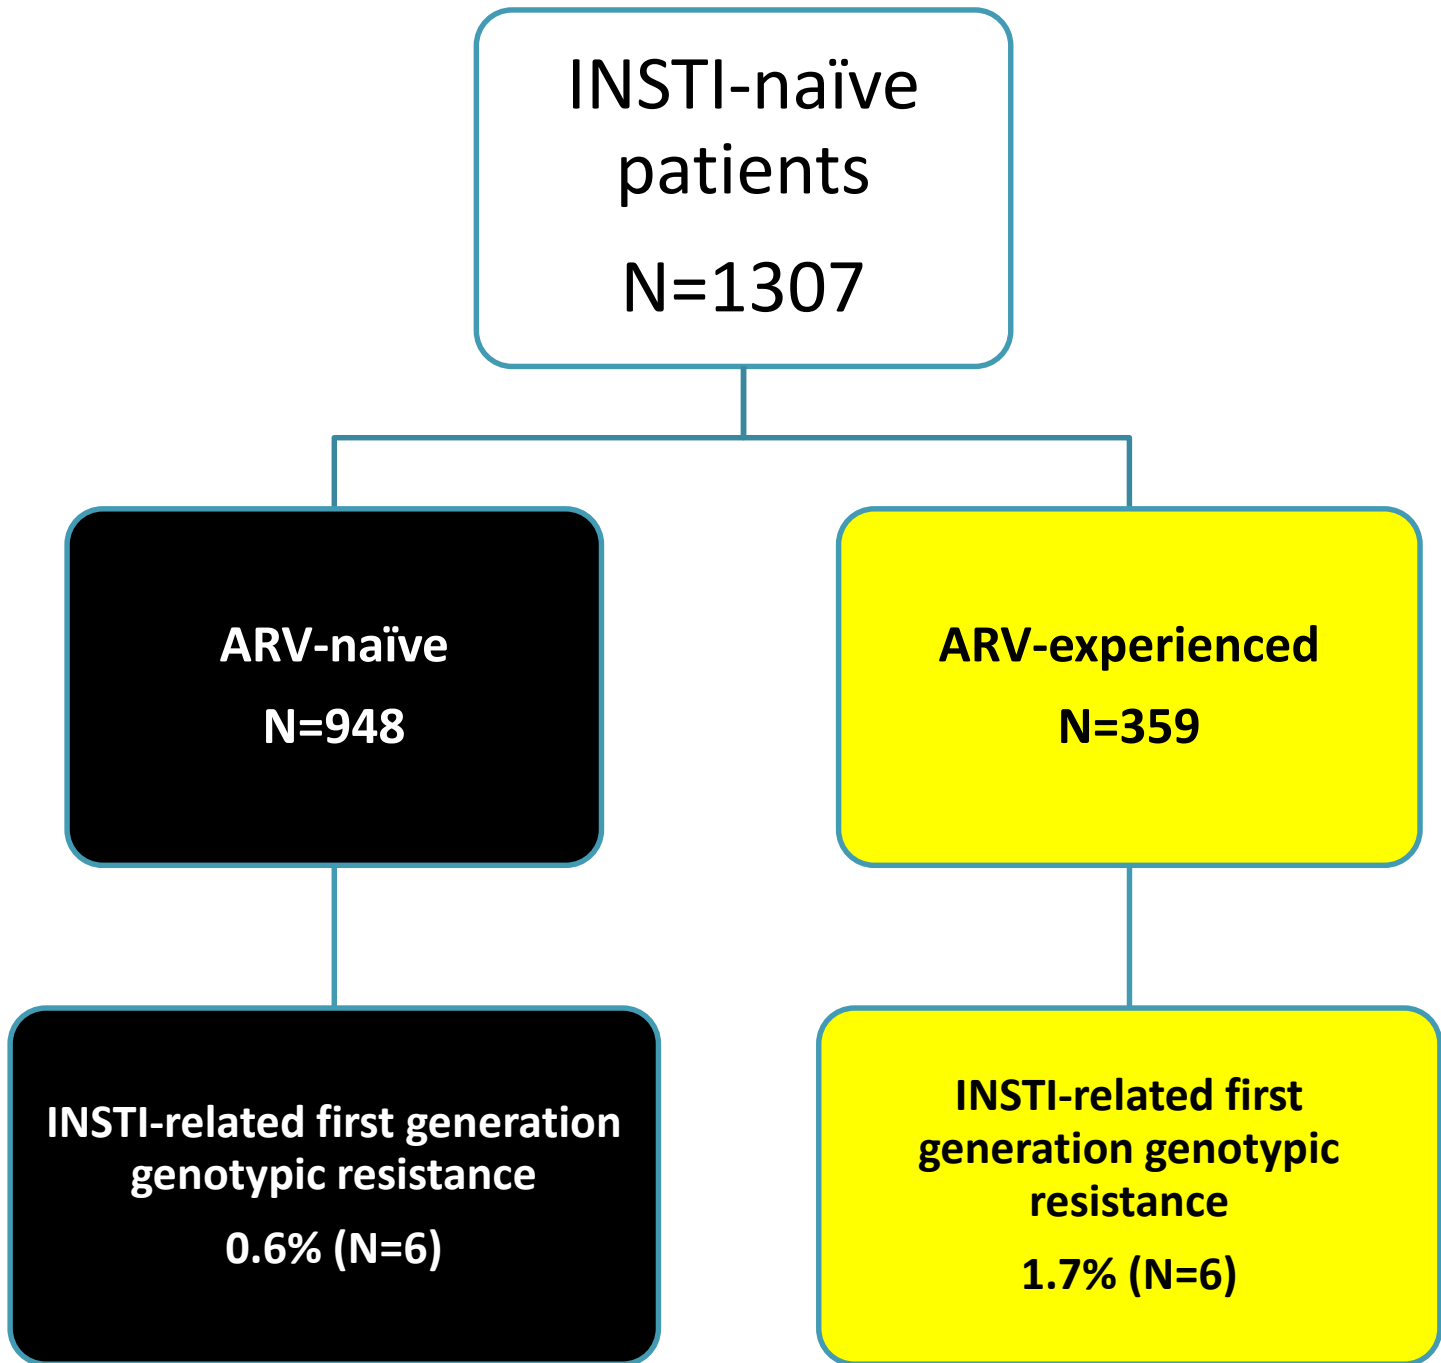 INSTI-naïve
patients
N=1307
ARV-naïve
N=948
ARV-experienced
N=359
INSTI-related first generation
genotypic resistance
0.6% (N=6)
INSTI-related first
generation genotypic
resistance
1.7% (N=6)